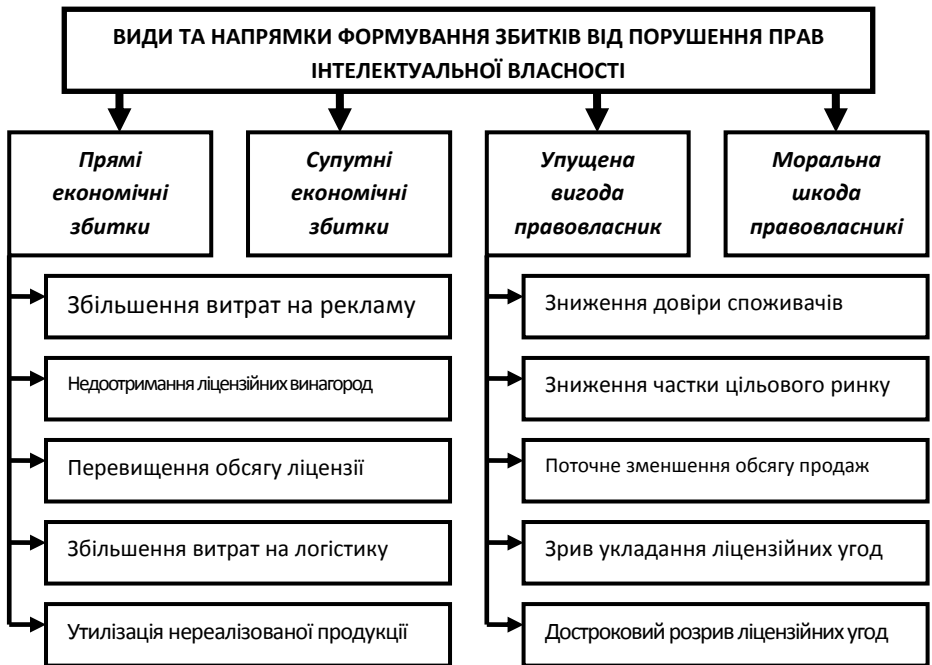 ВИДИ ТА НАПРЯМКИ ФОРМУВАННЯ ЗБИТКІВ ВІД ПОРУШЕННЯ ПРАВ
ІНТЕЛЕКТУАЛЬНОЇ ВЛАСНОСТІ
Прямі
економічні
збитки
Супутні
економічні
збитки
Упущена
вигода
правовласник
Моральна
шкода
правовласникі
Збільшення витрат на рекламу
Недоотримання ліцензійних винагород
Перевищення обсягу ліцензії
Збільшення витрат на логістику
Утилізація нереалізованої продукції
Зниження довіри споживачів
Зниження частки цільового ринку
Поточне зменшення обсягу продаж
Зрив укладання ліцензійних угод
Достроковий розрив ліцензійних угод